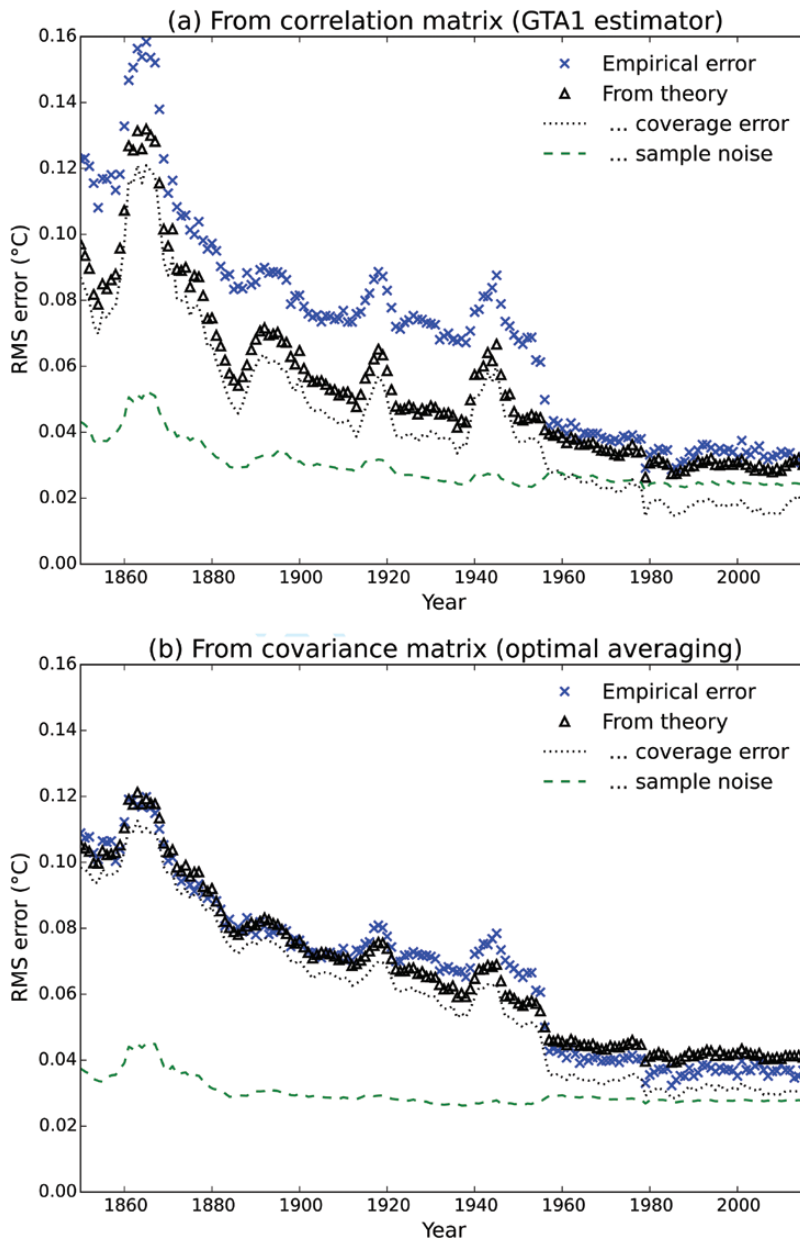 (a) From correlation matrix (GTA1 estimator)
0.16
0.14
0.12
0.10
0.08
0.06
0.04
0.02
0.00
RMS error (°C)
Empirical error
From theory
... coverage error
... sample noise
1860 1880 1900 1920 1940 1960 1980 2000
Year
(b) From covariance matrix (optimal averaging)
0.16
0.14
0.12
0.10
0.08
0.06
0.04
0.02
0.00
RMS error (°C)
Empirical error
From theory
... coverage error
... sample noise
1860 1880 1900 1920 1940 1960 1980 2000
Year